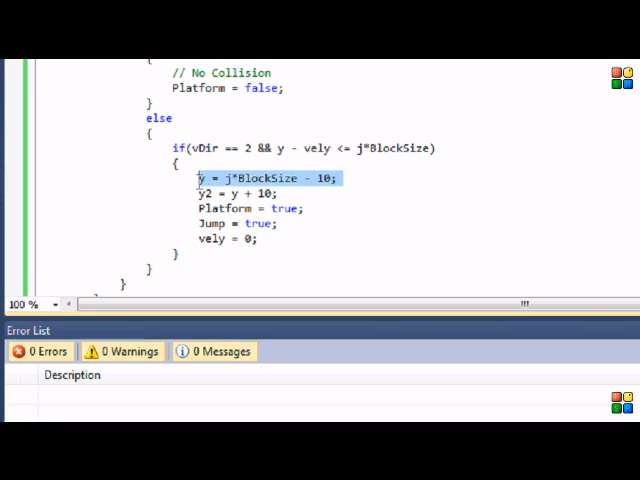 {
// No Collision
Platform = false;
}
else
{
if(vDir == 2 && y - vely <= j*BlockSize)
{
y = j*BlockSize - 10;
y2 = y + 10;
Platform = true;
Jump = true;
vely = 0;
}
}
}
100 %
Error List
0 Errors
0 Warnings
0 Messages
Description